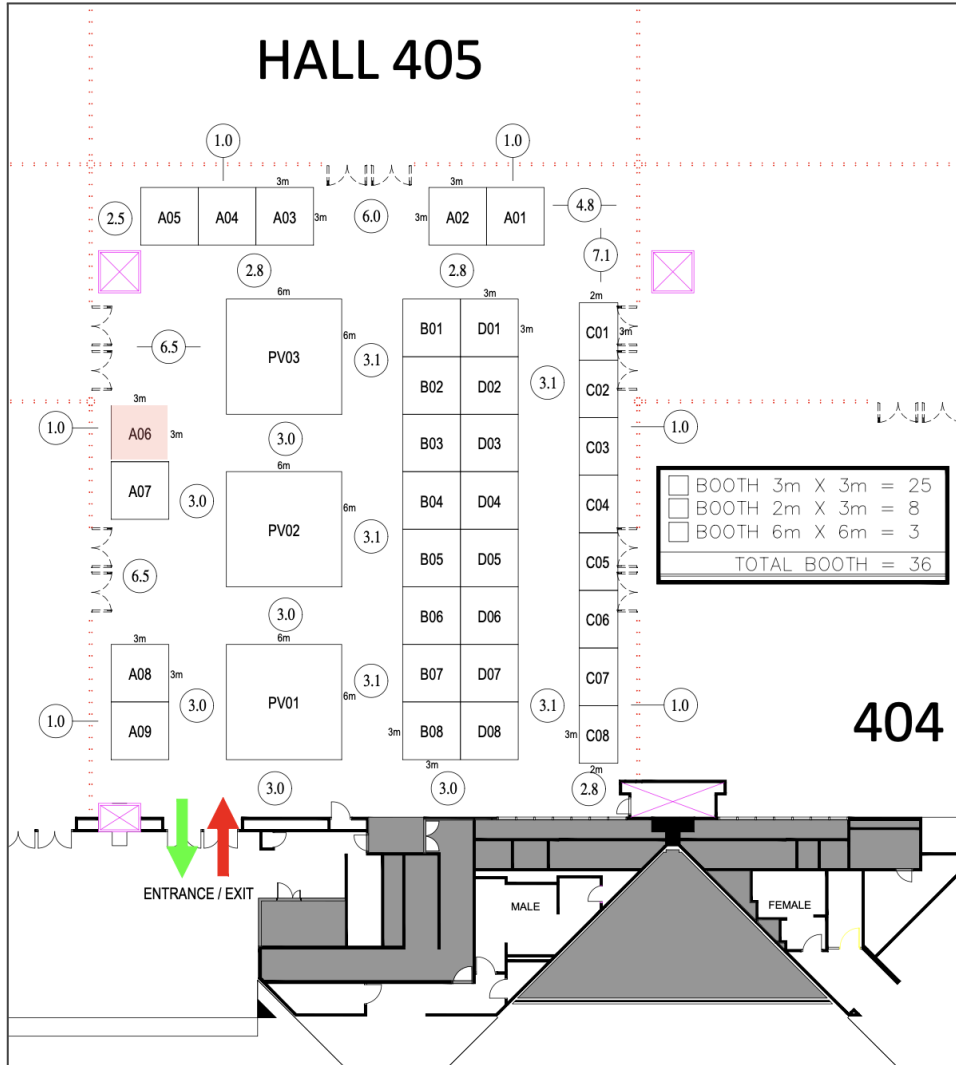 HALL 405
1.0
1.0
3m
3m
2.5
A05
A04
A03
3m
6.0
3m
A02
A01
4.8
7.1
2.8
2.8
6m
3m
2m
PV03
6m
3.1
B01
D01
3m
C01
3m
6.5
B02
D02
3.1
C02
3m
1.0
A06
3m
3.0
B03
D03
C03
1.0
6m
A07
3.0
PV02
6m
3.1
B04
D04
C04
BOOTH 3m X 3m = 25
BOOTH 2m X 3m = 8
BOOTH 6m X 6m = 3
TOTAL BOOTH = 36
6.5
B05
D05
C05
3.0
B06
D06
C06
3m
6m
A08
3m
3.0
PV01
6m
3.1
B07
D07
3.1
C07
1.0
1.0
A09
3m
B08
D08
3m
C08
404
3m
2m
3.0
3.0
2.8
ENTRANCE / EXIT
MALE
FEMALE